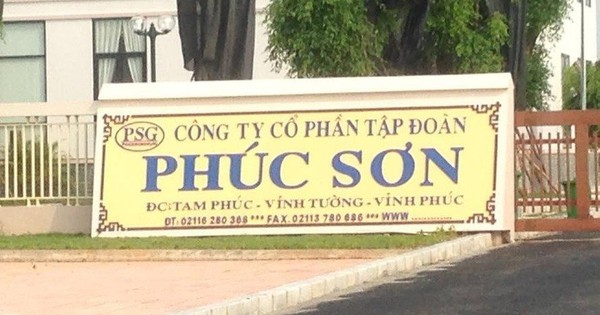 PSG
CÔNG TY CỔ PHẦN TẬP ĐOÀN
PHÚC SƠN
ĐC: TAM PHÚC - VĨNH TƯỜNG - VĨNH PHÚC
ĐT: 02116 280 368 *** FAX. 02113 780 686 *** WWW